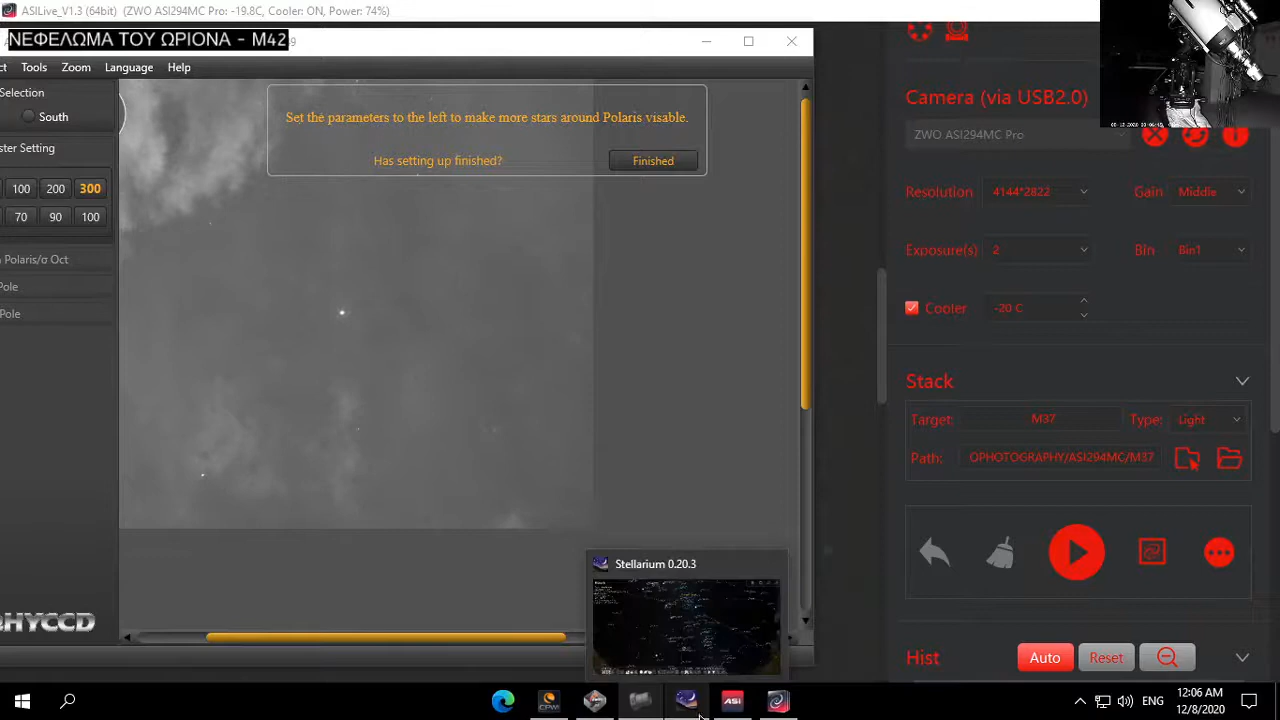 ASILive_V1.3 (64bit) (ZWO ASI294MC Pro: -19.8C, Cooler: ON, Power: 74%)
ΝΕΦΕΛΩΜΑ ΤΟΥ ΩΡΙΟΝΑ - M42
Tools Zoom Language Help
Selection
South
Set the parameters to the left to make more stars around Polaris visable.
Has setting up finished?
Finished
100 200 300
70 90 100
Polaris/σ Oct
Pole
Pole
Camera (via USB2.0)
ZWO ASI294MC Pro
Resolution 4144*2822 Gain Middle
Exposure(s) 2 Bin Bin1
Cooler -20 C
Stack
Target: M37 Type: Light
Path: OPHOTOGRAPHY/ASI294MC/M37
Hist Auto Reset
Stellarium 0.20.3
CPWI
ASI
ENG
12:06 AM
12/8/2020